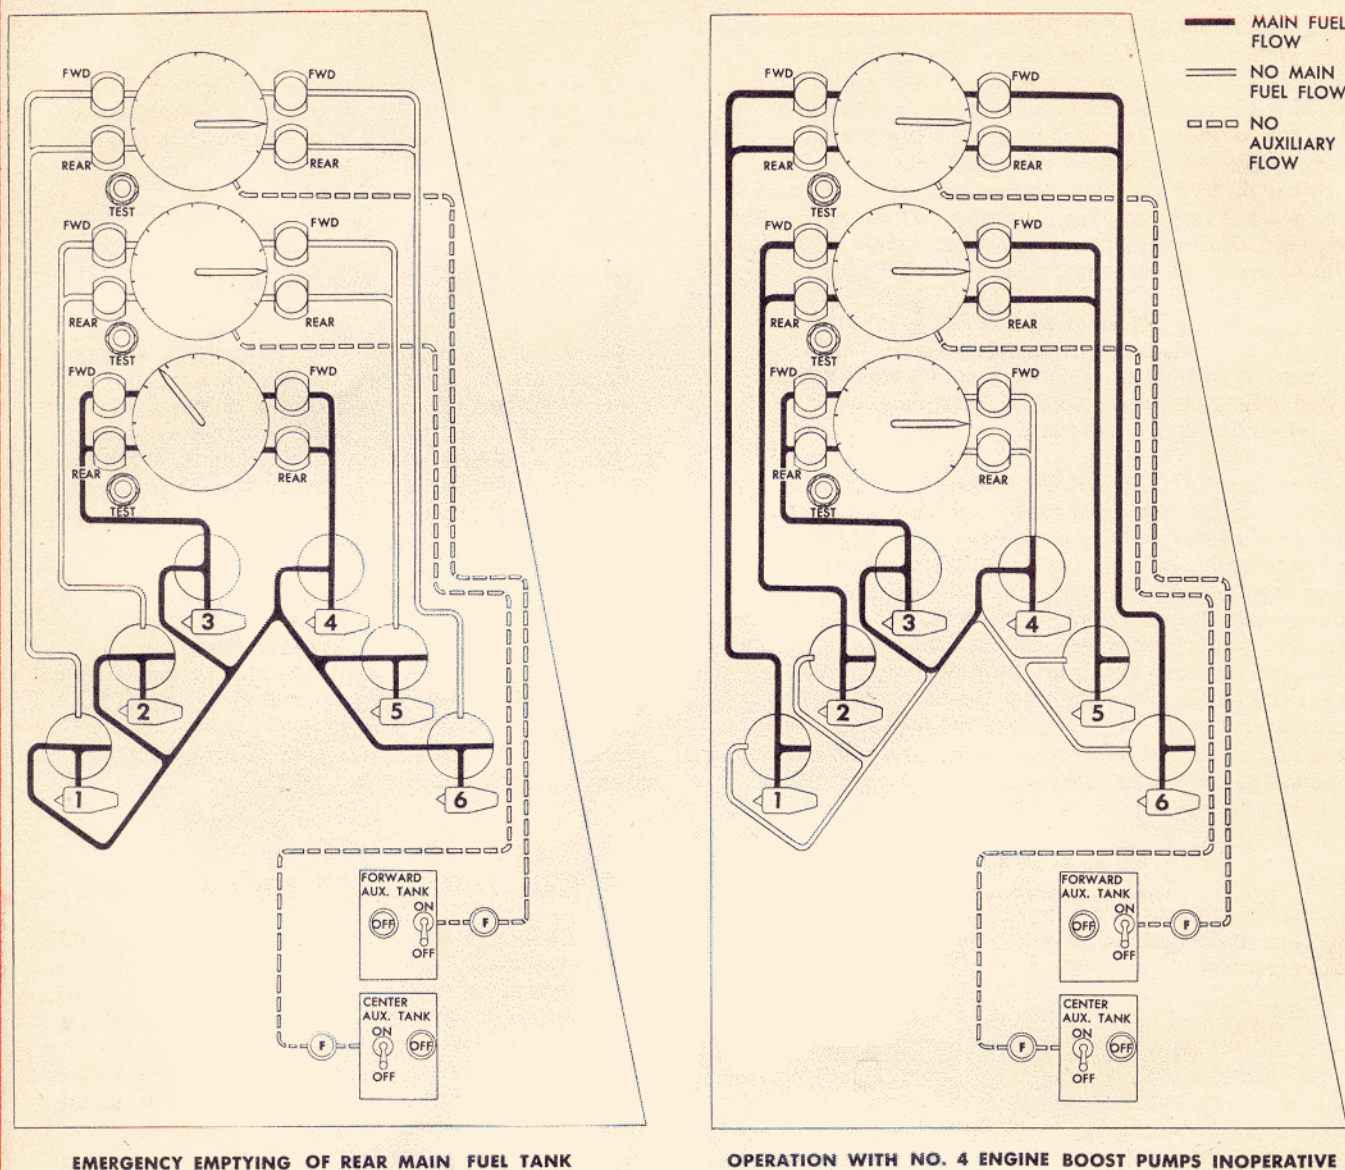 FWD
FWD
REAR
REAR
TEST
FWD
FWD
REAR
REAR
TEST
FWD
FWD
REAR
REAR
TEST
3
4
2
5
1
6
FORWARD
AUX. TANK
ON
OFF
F
OFF
CENTER
AUX. TANK
ON
F
OFF
OFF
EMERGENCY EMPTYING OF REAR MAIN FUEL TANK
MAIN FUEL
FLOW
NO MAIN
FUEL FLOW
NO
AUXILIARY
FLOW
FWD
FWD
REAR
REAR
TEST
FWD
FWD
REAR
REAR
TEST
FWD
FWD
REAR
REAR
TEST
3
4
2
5
1
6
FORWARD
AUX. TANK
ON
OFF
F
OFF
CENTER
AUX. TANK
ON
F
OFF
OFF
OPERATION WITH NO. 4 ENGINE BOOST PUMPS INOPERATIVE